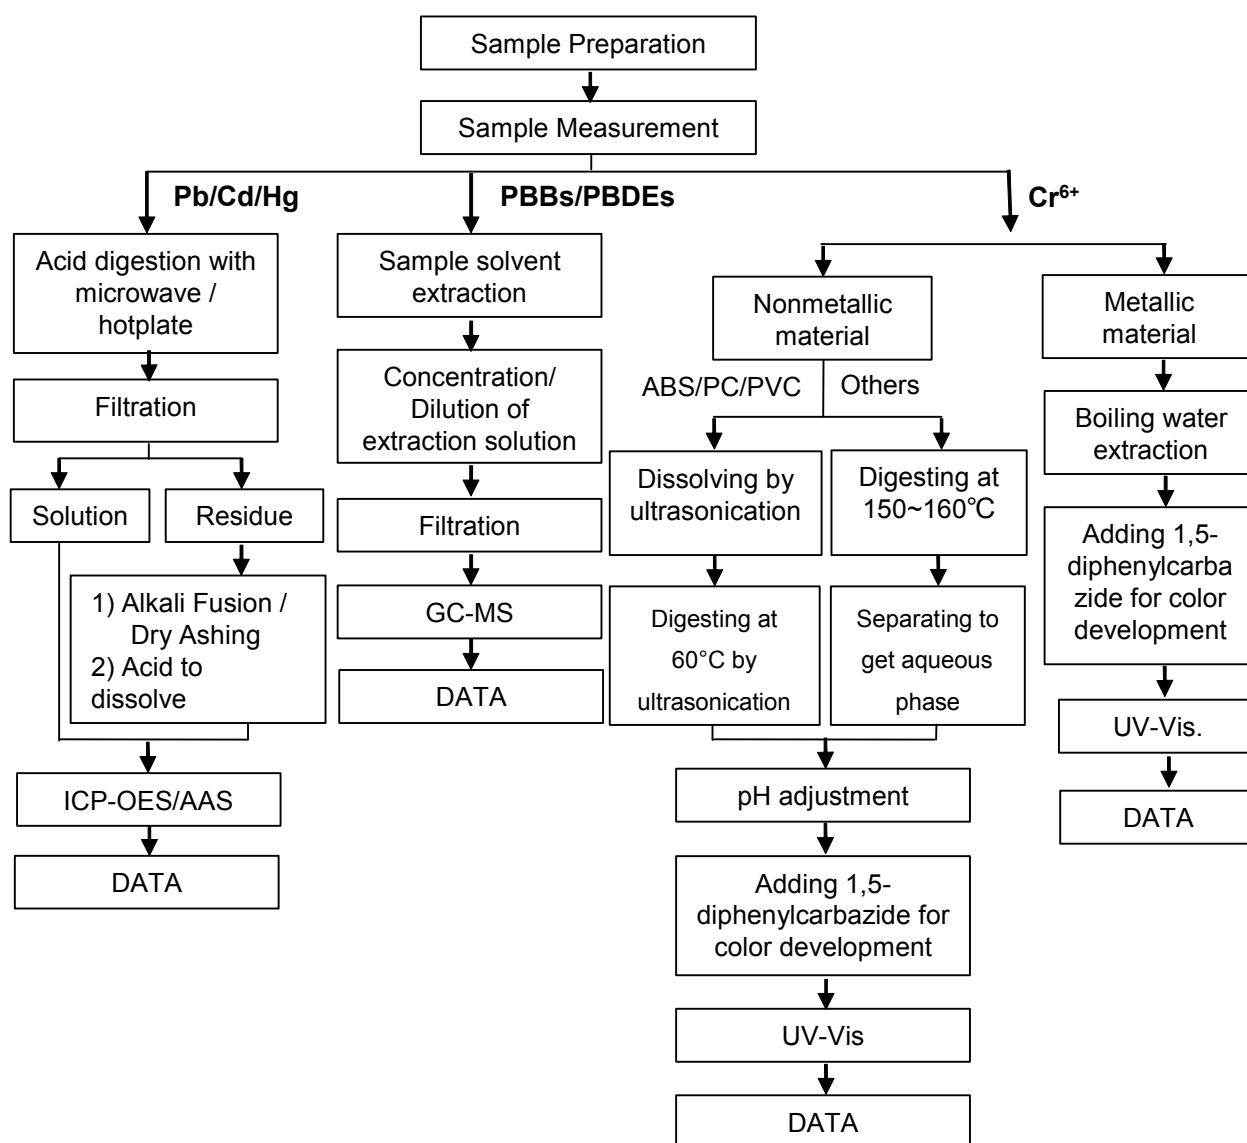 Sample Preparation
Sample Measurement
Pb/Cd/Hg
PBBs/PBDEs
Cr⁶⁺
Acid digestion with
microwave /
hotplate
Filtration
Solution
Residue
1) Alkali Fusion /
Dry Ashing
2) Acid to
dissolve
ICP-OES/AAS
DATA
Sample solvent
extraction
Concentration/
Dilution of
extraction solution
Filtration
GC-MS
DATA
Nonmetallic
material
ABS/PC/PVC
Others
Dissolving by
ultrasonication
Digesting at
60°C by
ultrasonication
Digesting at
150~160℃
Separating to
get aqueous
phase
pH adjustment
Adding 1,5-
diphenylcarbazide for
color development
UV-Vis
DATA
Metallic
material
Boiling water
extraction
Adding 1,5-
diphenylcarba
zide for color
development
UV-Vis.
DATA